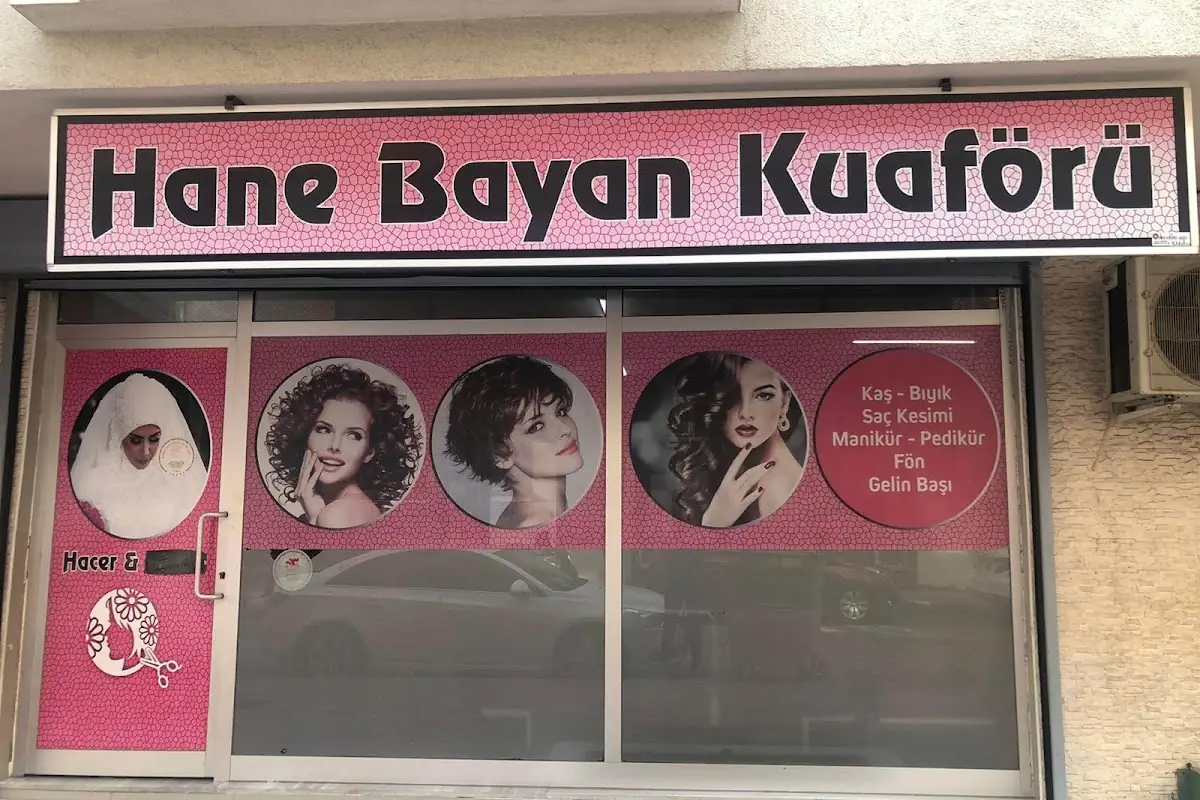 Hane Bayan Kuaförü
Kaş - Bıyık
Saç Kesimi
Manikür - Pedikür
Fön
Gelin Başı
Hacer &